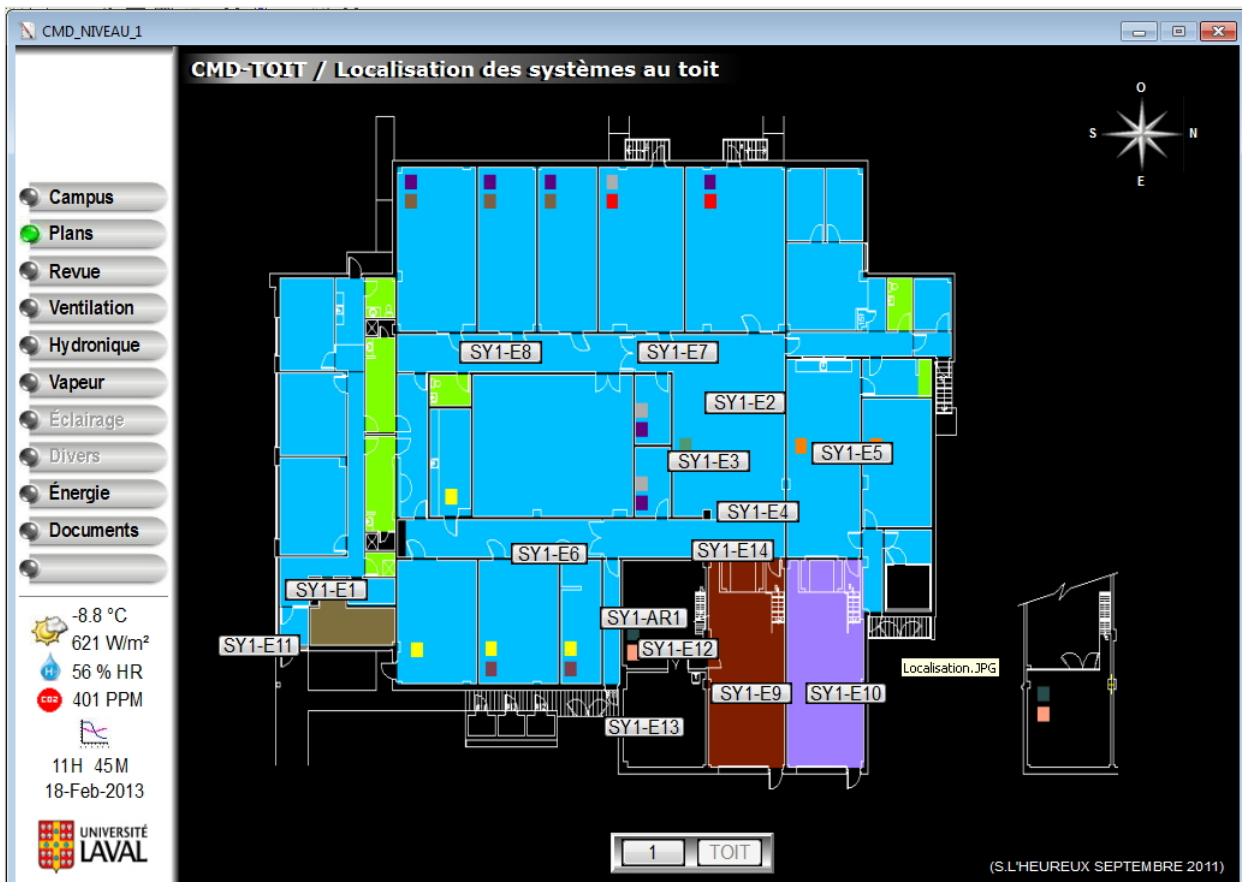 CMD_NIVEAU_1
CMD-TOIT / Localisation des systèmes au toit
O
S
N
E
Campus
Plans
Revue
Ventilation
Hydronique
Vapeur
Éclairage
Divers
Énergie
Documents
-8.8 °C
621 W/m²
H
56 % HR
CO2
401 PPM
11H 45M
18-Feb-2013
UNIVERSITÉ
LAVAL
SY1-E8
SY1-E7
SY1-E2
SY1-E3
SY1-E5
SY1-E4
SY1-E6
SY1-E14
SY1-E1
SY1-AR1
SY1-E11
SY1-E12
Localisation.JPG
SY1-E9
SY1-E10
SY1-E13
1
TOIT
(S.L'HEUREUX SEPTEMBRE 2011)